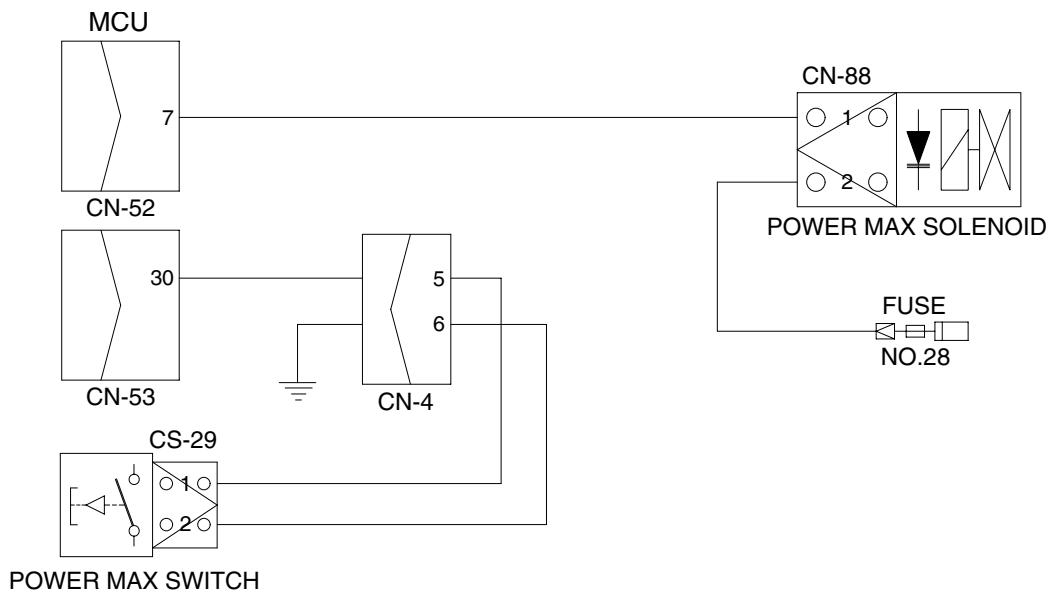 MCU
7
CN-52
CN-88
1
2
POWER MAX SOLENOID
30
CN-53
5
6
CN-4
FUSE
NO.28
CS-29
1
2
POWER MAX SWITCH